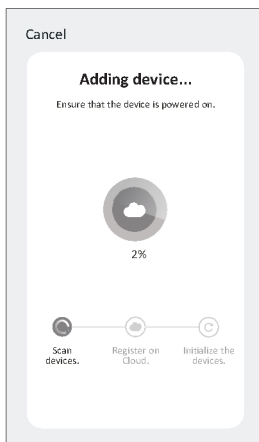 Cancel
Adding device...
Ensure that the device is powered on.
2%
Scan
devices.
Register on
Cloud.
Initialize the
devices.